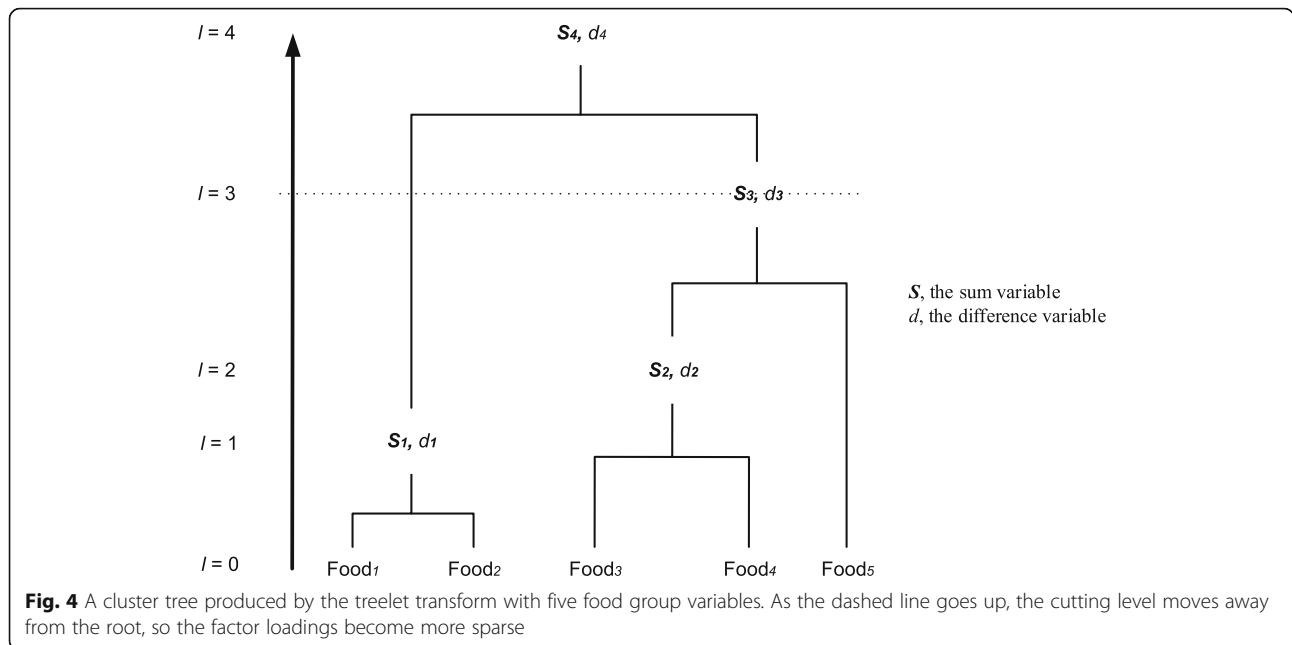 l = 4
S4, d4
l = 3
S3, d3
S, the sum variable
d, the difference variable
l = 2
S2, d2
l = 1
S1, d1
l = 0
Food1 Food2 Food3 Food4 Food5
Fig. 4 A cluster tree produced by the treelet transform with five food group variables. As the dashed line goes up, the cutting level moves away
from the root, so the factor loadings become more sparse